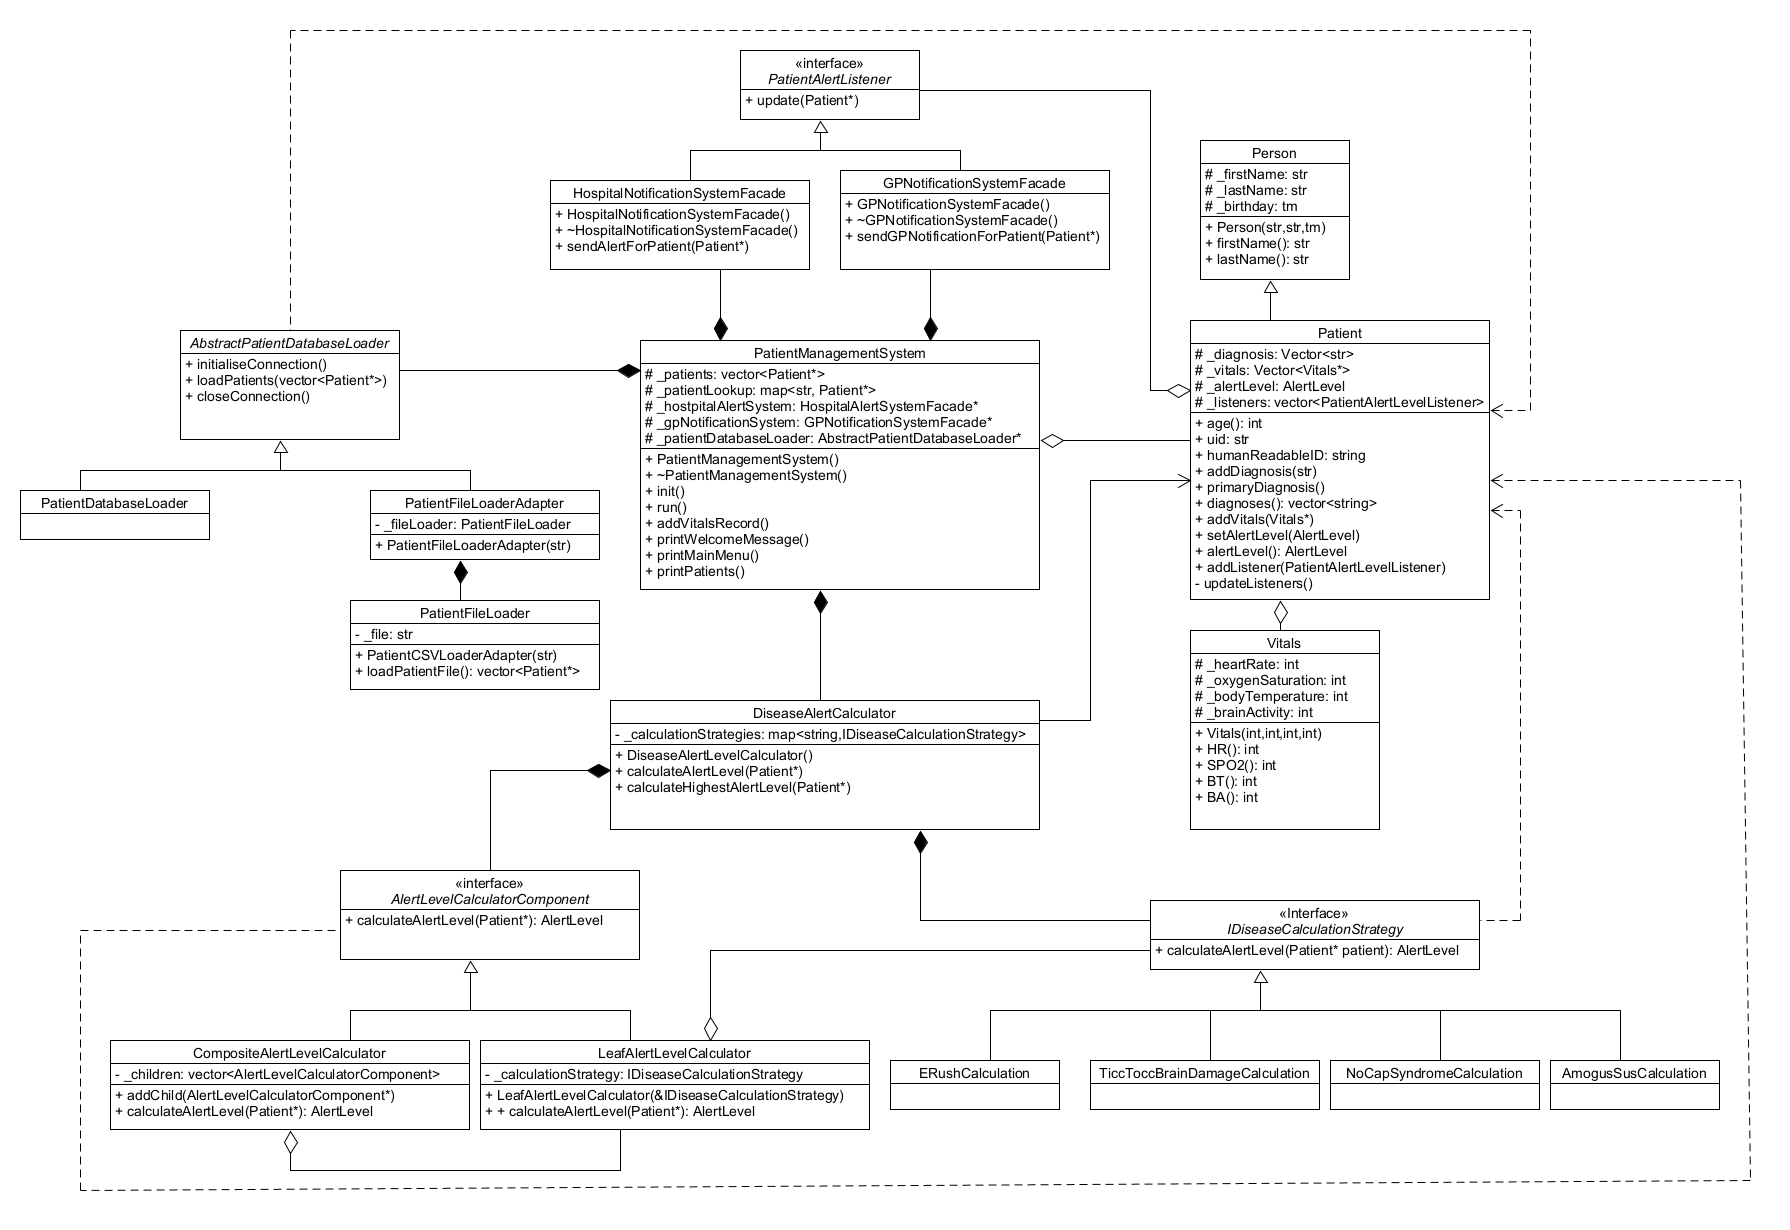 «interface»
PatientAlertListener
+ update(Patient*)
Person
# _firstName: str
# _lastName: str
# _birthday: tm
+ Person(str,str,tm)
+ firstName(): str
+ lastName(): str
HospitalNotificationSystemFacade
+ HospitalNotificationSystemFacade()
+ ~HospitalNotificationSystemFacade()
+ sendAlertForPatient(Patient*)
GPNotificationSystemFacade
+ GPNotificationSystemFacade()
+ ~GPNotificationSystemFacade()
+ sendGPNotificationForPatient(Patient*)
AbstractPatientDatabaseLoader
+ initialiseConnection()
+ loadPatients(vector<Patient*>)
+ closeConnection()
PatientManagementSystem
# _patients: vector<Patient*>
# _patientLookup: map<str, Patient*>
# _hostpitalAlertSystem: HospitalAlertSystemFacade*
# _gpNotificationSystem: GPNotificationSystemFacade*
# _patientDatabaseLoader: AbstractPatientDatabaseLoader*
+ PatientManagementSystem()
+ ~PatientManagementSystem()
+ init()
+ run()
+ addVitalsRecord()
+ printWelcomeMessage()
+ printMainMenu()
+ printPatients()
Patient
# _diagnosis: Vector<str>
# _vitals: Vector<Vitals*>
# _alertLevel: AlertLevel
# _listeners: vector<PatientAlertLevelListener>
+ age(): int
+ uid: str
+ humanReadableID: string
+ addDiagnosis(str)
+ primaryDiagnosis()
+ diagnoses(): vector<string>
+ addVitals(Vitals*)
+ setAlertLevel(AlertLevel)
+ alertLevel(): AlertLevel
+ addListener(PatientAlertLevelListener)
- updateListeners()
PatientDatabaseLoader
PatientFileLoaderAdapter
- _fileLoader: PatientFileLoader
+ PatientFileLoaderAdapter(str)
PatientFileLoader
- _file: str
+ PatientCSVLoaderAdapter(str)
+ loadPatientFile(): vector<Patient*>
Vitals
# _heartRate: int
# _oxygenSaturation: int
# _bodyTemperature: int
# _brainActivity: int
+ Vitals(int,int,int,int)
+ HR(): int
+ SPO2(): int
+ BT(): int
+ BA(): int
DiseaseAlertCalculator
- _calculationStrategies: map<string,IDiseaseCalculationStrategy>
+ DiseaseAlertLevelCalculator()
+ calculateAlertLevel(Patient*)
+ calculateHighestAlertLevel(Patient*)
«interface»
AlertLevelCalculatorComponent
+ calculateAlertLevel(Patient*): AlertLevel
«Interface»
IDiseaseCalculationStrategy
+ calculateAlertLevel(Patient* patient): AlertLevel
CompositeAlertLevelCalculator
- _children: vector<AlertLevelCalculatorComponent>
+ addChild(AlertLevelCalculatorComponent*)
+ calculateAlertLevel(Patient*): AlertLevel
LeafAlertLevelCalculator
- _calculationStrategy: IDiseaseCalculationStrategy
+ LeafAlertLevelCalculator(&IDiseaseCalculationStrategy)
+ + calculateAlertLevel(Patient*): AlertLevel
ERushCalculation
TiccToccBrainDamageCalculation
NoCapSyndromeCalculation
AmogusSusCalculation